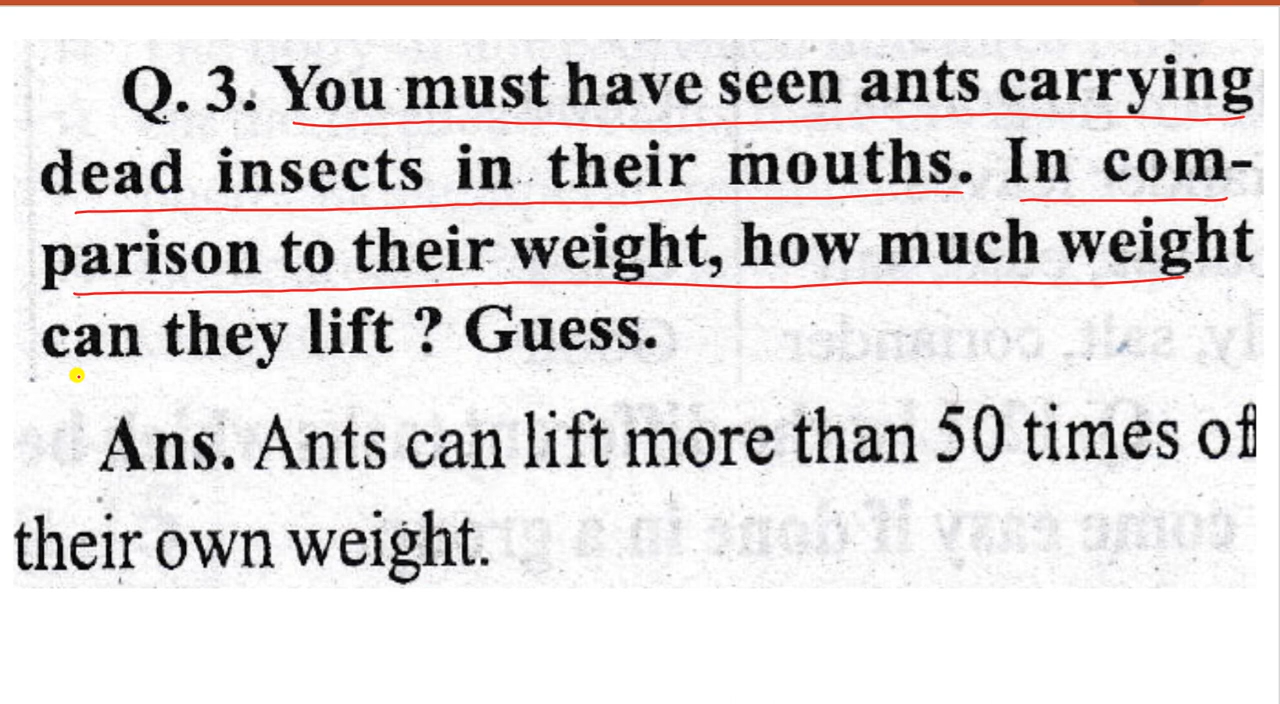 Q. 3. You must have seen ants carrying
dead insects in their mouths. In com-
parison to their weight, how much weight
can they lift ? Guess.
Ans. Ants can lift more than 50 times of
their own weight.